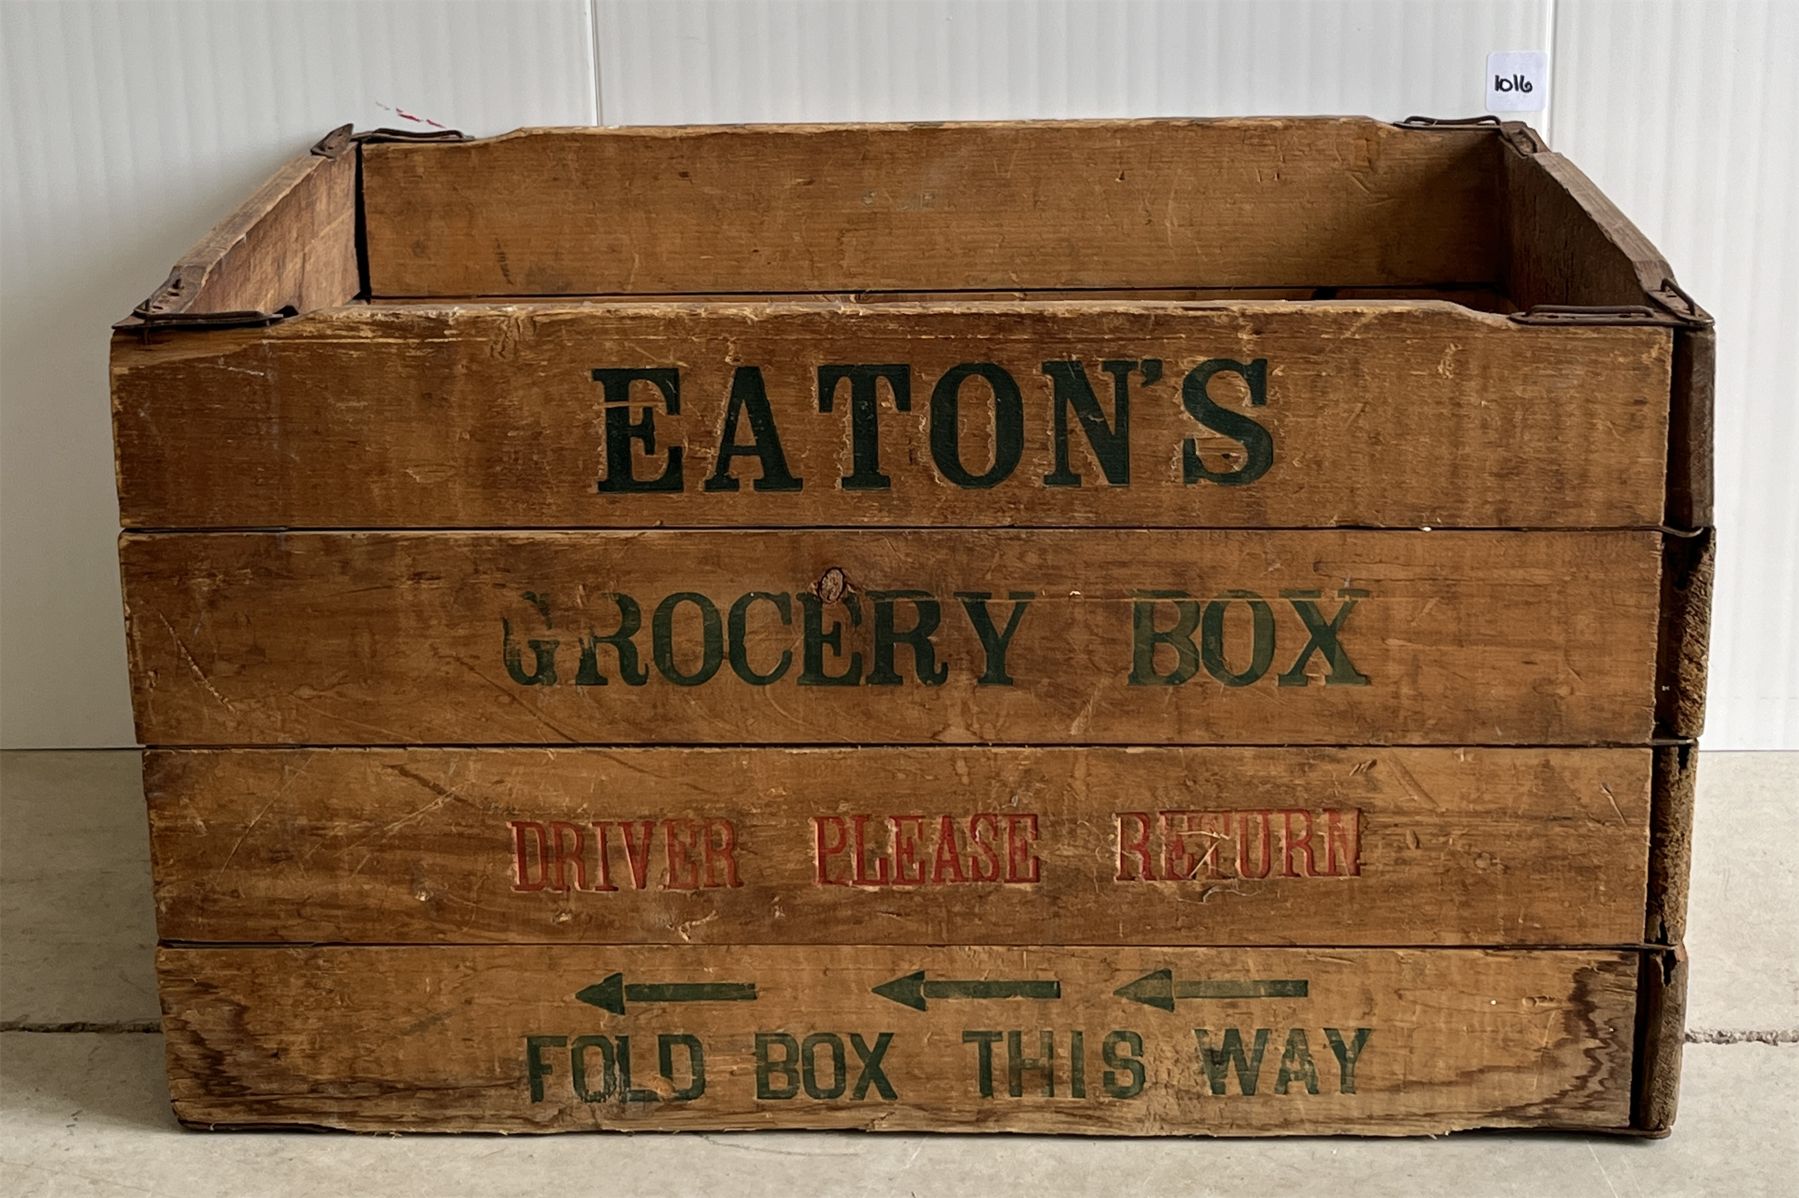 1016
EATON'S
GROCERY BOX
DRIVER PLEASE RETURN
FOLD BOX THIS WAY